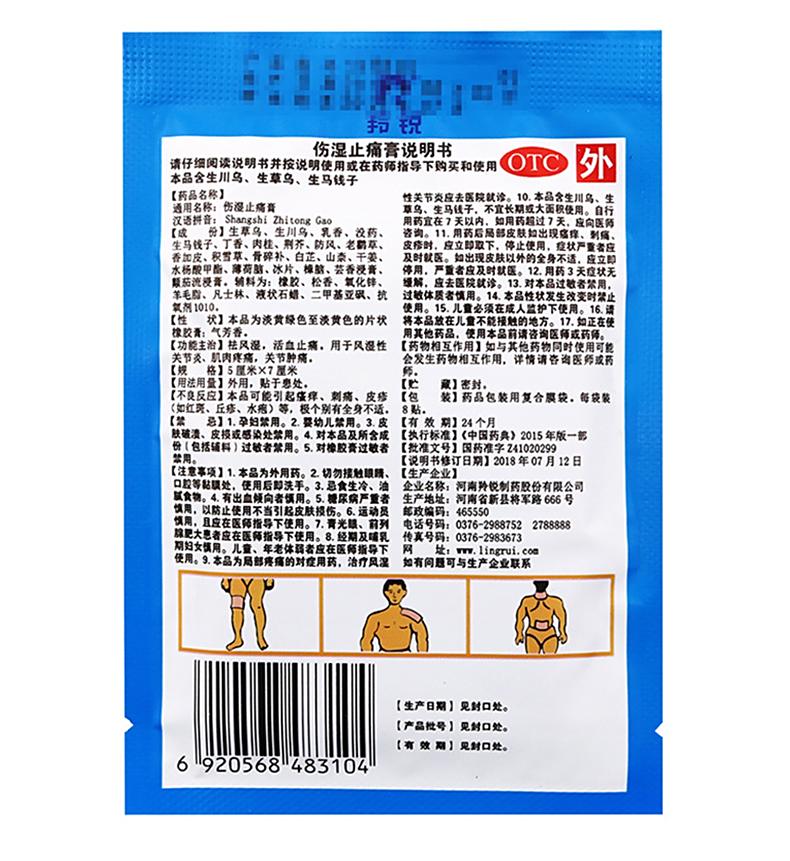 羚锐
伤湿止痛膏说明书
请仔细阅读说明书并按说明使用或在药师指导下购买和使用
本品含生川乌、生草乌、生马钱子
OTC
外
【药品名称】
通用名称：伤湿止痛膏
汉语拼音：Shangshi Zhitong Gao
【成　　份】生草乌、生川乌、乳香、没药、
生马钱子、丁香、肉桂、荆芥、防风、老鹳草、
香加皮、积雪草、骨碎补、白芷、山柰、干姜、
水杨酸甲酯、薄荷脑、冰片、樟脑、芸香浸膏、
颠茄流浸膏。辅料为：橡胶、松香、氧化锌、
羊毛脂、凡士林、液状石蜡、二甲基亚砜、抗
氧剂1010。
【性　　状】本品为淡黄绿色至淡黄色的片状
橡胶膏；气芳香。
【功能主治】祛风湿，活血止痛。用于风湿性
关节炎、肌肉疼痛，关节肿痛。
【规　　格】5厘米×7厘米
【用法用量】外用，贴于患处。
【不良反应】本品可能引起瘙痒、刺痛、皮疹
（如红斑、丘疹、水疱）等，极个别有全身不适。
【禁　　忌】1.孕妇禁用。2.婴幼儿禁用。3.皮
肤破溃、皮损或感染处禁用。4.对本品及所含成
份（包括辅料）过敏者禁用。5.对橡胶膏过敏者
禁用。
【注意事项】1.本品为外用药。2.切勿接触眼睛、
口腔等黏膜处，使用后即洗手。3.忌食生冷、油
腻食物。4.有出血倾向者慎用。5.糖尿病严重者
慎用，以防止使用不当引起皮肤损伤。6.运动员
慎用，且应在医师指导下使用。7.青光眼、前列
腺肥大患者应在医师指导下使用。8.经期及哺乳
期妇女慎用。儿童、年老体弱者应在医师指导下
使用。9.本品为局部疼痛的对症用药，治疗风湿
性关节炎应去医院就诊。10.本品含生川乌、生
草乌、生马钱子，不宜长期或大面积使用。自行
用药宜在7天以内，如用药超过7天，应向医师
咨询。11.用药后局部皮肤如出现瘙痒、刺痛、
皮疹时，应立即取下，停止使用，症状严重者应
及时就医。如出现皮肤以外的全身不适，应立即
停用，严重者应及时就医。12.用药3天症状无
缓解，应去医院就诊。13.对本品过敏者禁用，
过敏体质者慎用。14.本品性状发生改变时禁止
使用。15.儿童必须在成人监护下使用。16.请
将本品放在儿童不能接触的地方。17.如正在使
用其他药品，使用本品前请咨询医师或药师。
【药物相互作用】如与其他药物同时使用可能
会发生药物相互作用，详情请咨询医师或药
师。
【贮　　藏】密封。
【包　　装】药品包装用复合膜袋。每袋装
8贴。
【有 效 期】24个月
【执行标准】《中国药典》2015年版一部
【批准文号】国药准字Z41020299
【说明书修订日期】2018年07月12日
【生产企业】
企业名称：河南羚锐制药股份有限公司
生产地址：河南省新县将军路666号
邮政编码：465550
电话号码：0376-2988752　2788888
传真号码：0376-2983673
网　　址：www.lingrui.com
如有问题可与生产企业联系
【生产日期】见封口处。
【产品批号】见封口处。
【有 效 期】见封口处。
6 920568 483104